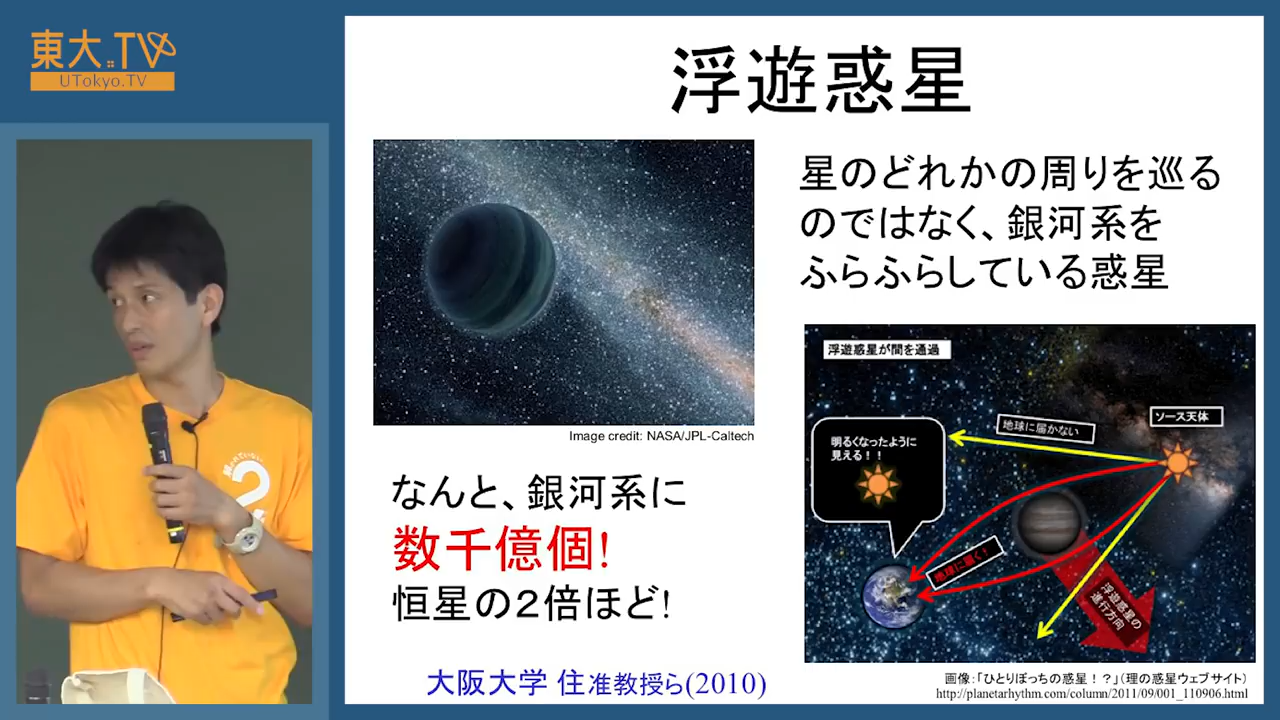 東大.TV
UTokyo.TV
浮遊惑星
星のどれかの周りを巡る
のではなく、銀河系を
ふらふらしている惑星
Image credit: NASA/JPL-Caltech
なんと、銀河系に
数千億個!
恒星の2倍ほど!
大阪大学 住准教授ら(2010)
浮遊惑星が間を通過
ソース天体
地球に届かない
明るくなったように
見える！！
地球に届く！
浮遊惑星の
進行方向
画像：「ひとりぼっちの惑星！？」（理の惑星ウェブサイト）
http://planetarhythm.com/column/2011/09/001_110906.html
2